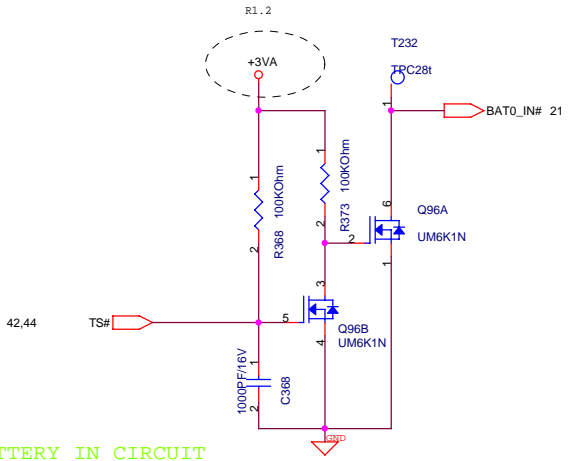 R1.2
T232
+3VA
TPC28t
1
BAT0_IN# 21
1
R368 100KOhm
2
1
R373 100KOhm
2
2
6
Q96A
UM6K1N
1
42,44
TS#
5
3
Q96B
UM6K1N
4
1000PF/16V
1
2
C368
GND
TTERY IN CIRCUIT